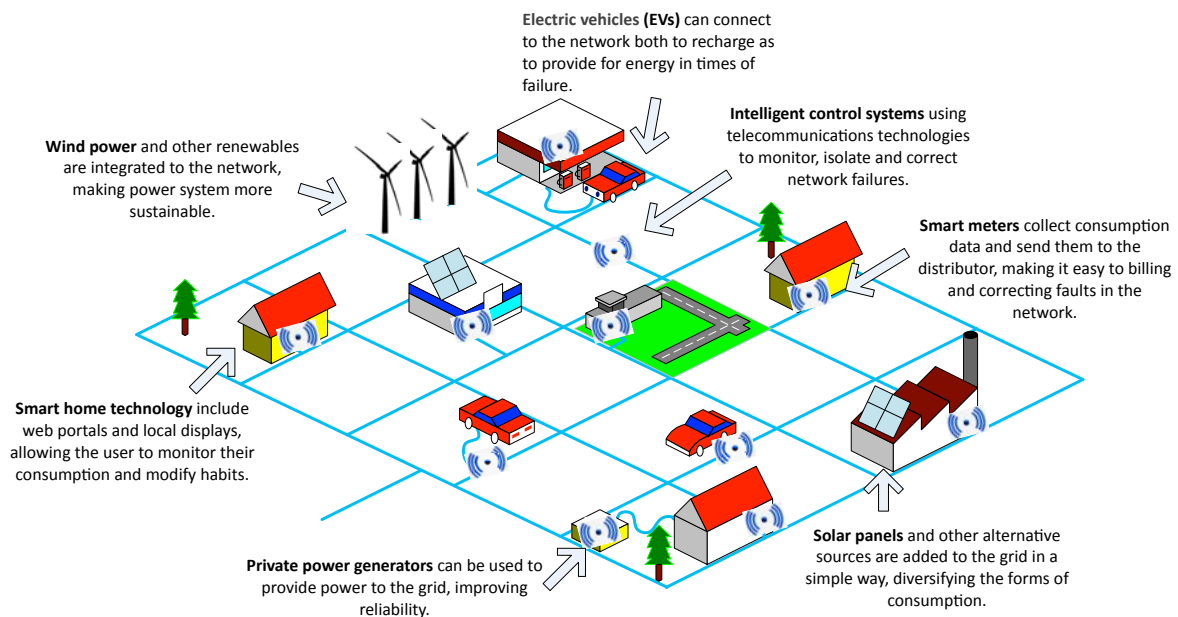 Electric vehicles (EVs) can connect
to the network both to recharge as
to provide for energy in times of
failure.
Wind power and other renewables
are integrated to the network,
making power system more
sustainable.
Intelligent control systems using
telecommunications technologies
to monitor, isolate and correct
network failures.
Smart meters collect consumption
data and send them to the
distributor, making it easy to billing
and correcting faults in the
network.
Smart home technology include
web portals and local displays,
allowing the user to monitor their
consumption and modify habits.
Private power generators can be used to
provide power to the grid, improving
reliability.
Solar panels and other alternative
sources are added to the grid in a
simple way, diversifying the forms of
consumption.